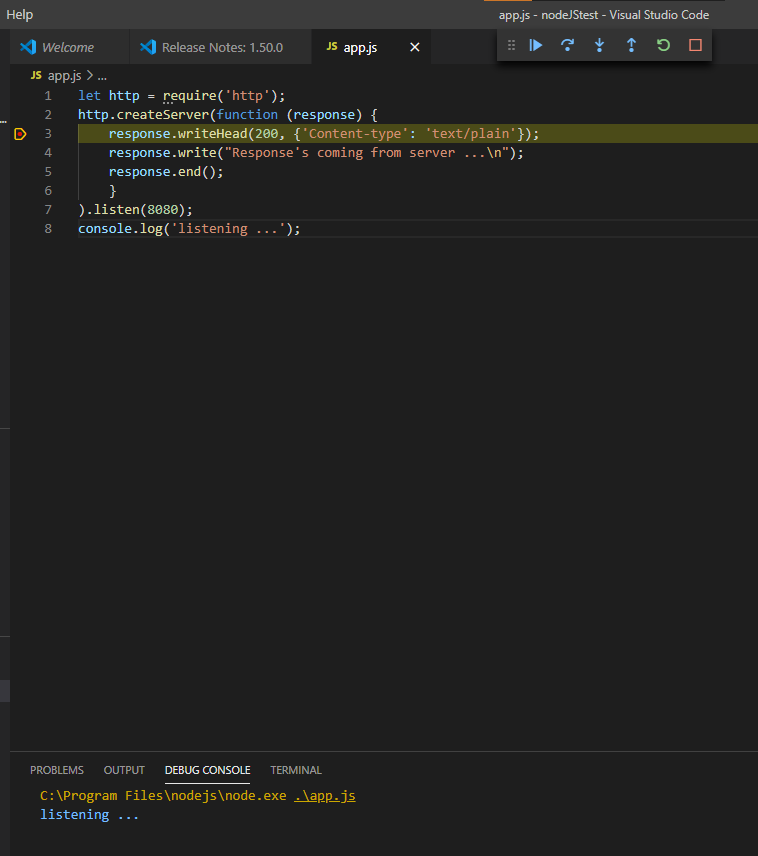 Help
app.js - nodeJStest - Visual Studio Code
Welcome
Release Notes: 1.50.0
JS app.js
JS app.js > ...
1 let http = require('http');
2 http.createServer(function (response) {
3 response.writeHead(200, {'Content-type': 'text/plain'});
4 response.write("Response's coming from server ...\n");
5 response.end();
6 }
7 ).listen(8080);
8 console.log('listening ...');
PROBLEMS OUTPUT DEBUG CONSOLE TERMINAL
C:\Program Files\nodejs\node.exe .\app.js
listening ...